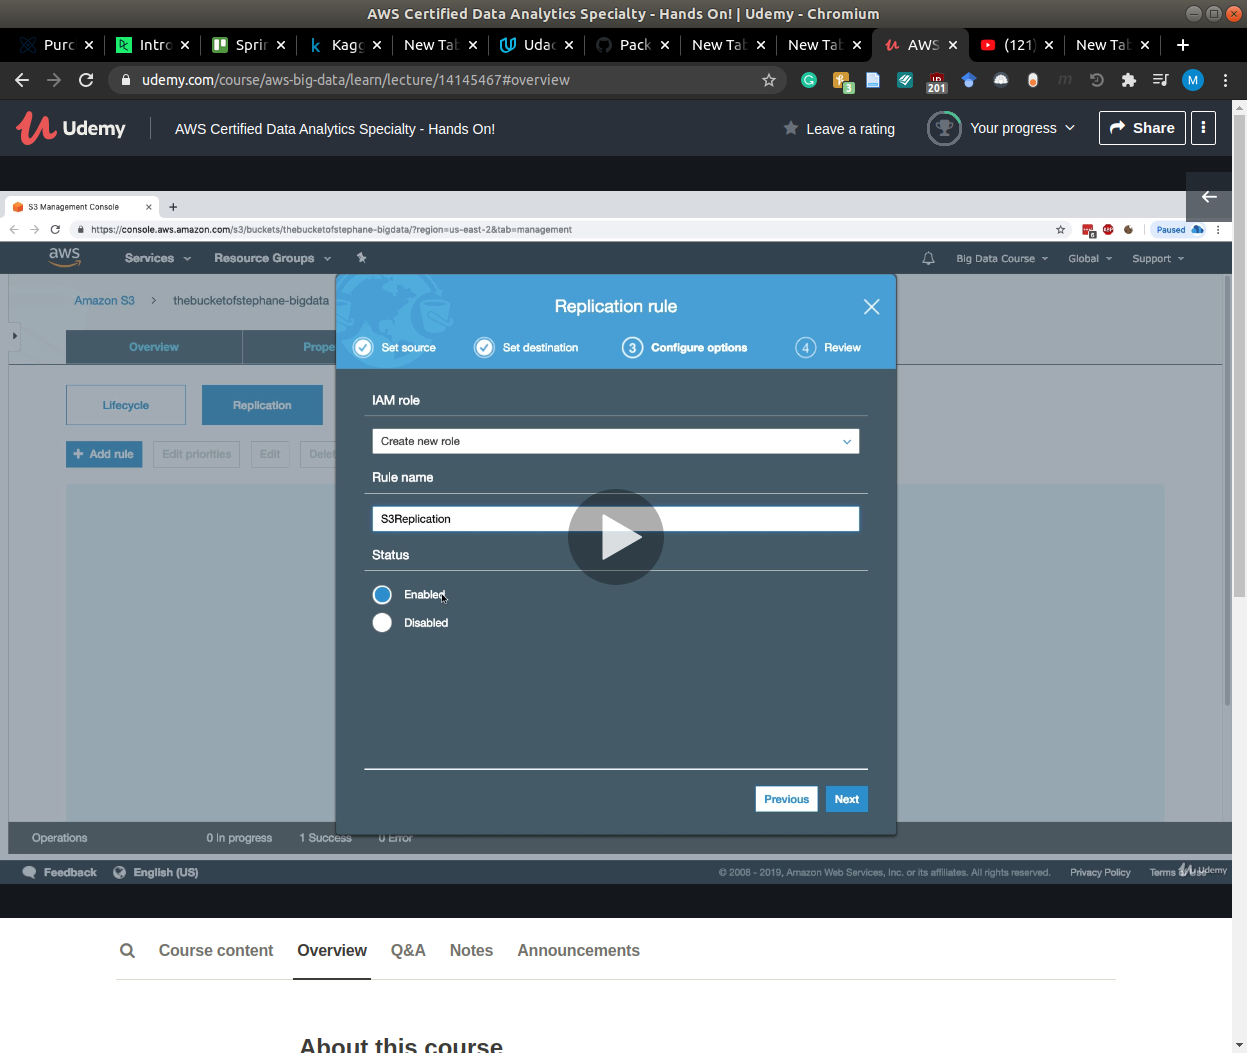 AWS Certified Data Analytics Specialty - Hands On! | Udemy - Chromium
Purc
Intro
Sprin
Kagg
New Tab
Udac
Pack
New Tab
New Tab
AWS
(121)
New Tab
udemy.com/course/aws-big-data/learn/lecture/14145467#overview
3
201
M
Udemy
AWS Certified Data Analytics Specialty - Hands On!
Leave a rating
Your progress
Share
S3 Management Console
https://console.aws.amazon.com/s3/buckets/thebucketofstephane-bigdata/?region=us-east-2&tab=management
Paused
aws
Services
Resource Groups
Big Data Course
Global
Support
Amazon S3
thebucketofstephane-bigdata
Replication rule
Set source
Set destination
3 Configure options
4 Review
Overview
Prope
Lifecycle
Replication
+ Add rule
Edit priorities
Edit
Delet
IAM role
Create new role
Rule name
S3Replication
Status
Enabled
Disabled
Previous
Next
Operations
0 In progress
1 Success
0 Error
Feedback
English (US)
© 2008 - 2019, Amazon Web Services, Inc. or its affiliates. All rights reserved.
Privacy Policy
Terms of Use
Udemy
Course content
Overview
Q&A
Notes
Announcements
About this course